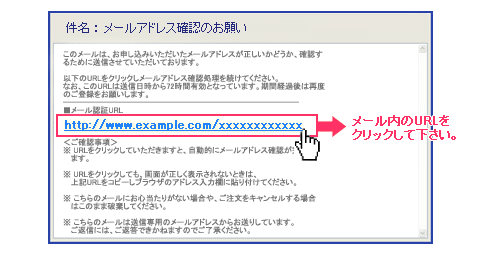 件名：メールアドレス確認のお願い
このメールは、お申し込みいただいたメールアドレスが正しいかどうか、確認す
るために送信させていただいております。
以下のURLをクリックしメールアドレス確認処理を続けてください。
なお、このURLは送信日時から72時間有効となっています。期間経過後は再度
のご登録をお願いします。
■メール認証URL
http://www.example.com/xxxxxxxxxxxx
メール内のURLを
クリックして下さい。
<ご確認事項>
※ URLをクリックしていただきますと、自動的にメールアドレス確認が
ます。
※ URLをクリックしても、画面が正しく表示されないときは、
上記URLをコピーしブラウザのアドレス入力欄に貼り付けてください。
※ こちらのメールにお心当たりがない場合や、ご注文をキャンセルする場合
はこのまま破棄してください。
※ こちらのメールは送信専用のメールアドレスからお送りしています。
ご返信には、ご返答できかねますのでご了承ください。